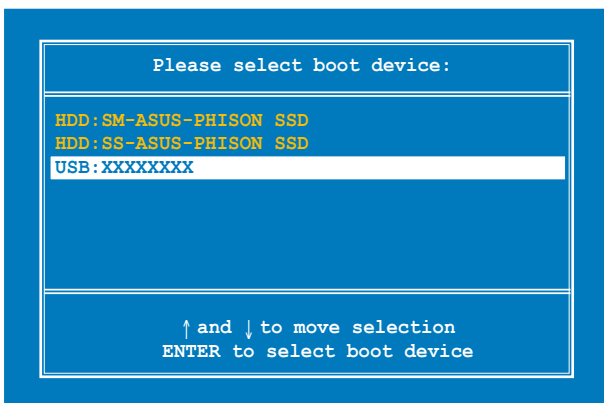 Please select boot device:
HDD:SM-ASUS-PHISON SSD
HDD:SS-ASUS-PHISON SSD
USB:XXXXXXXX
↑ and ↓ to move selection
ENTER to select boot device